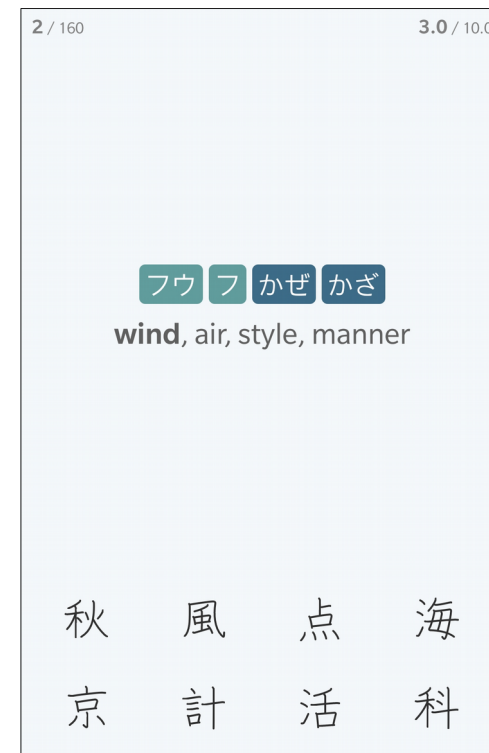 2 / 160 3.0 / 10.0
フウ フ かぜ かざ
wind, air, style, manner
秋 風 点 海
京 計 活 科